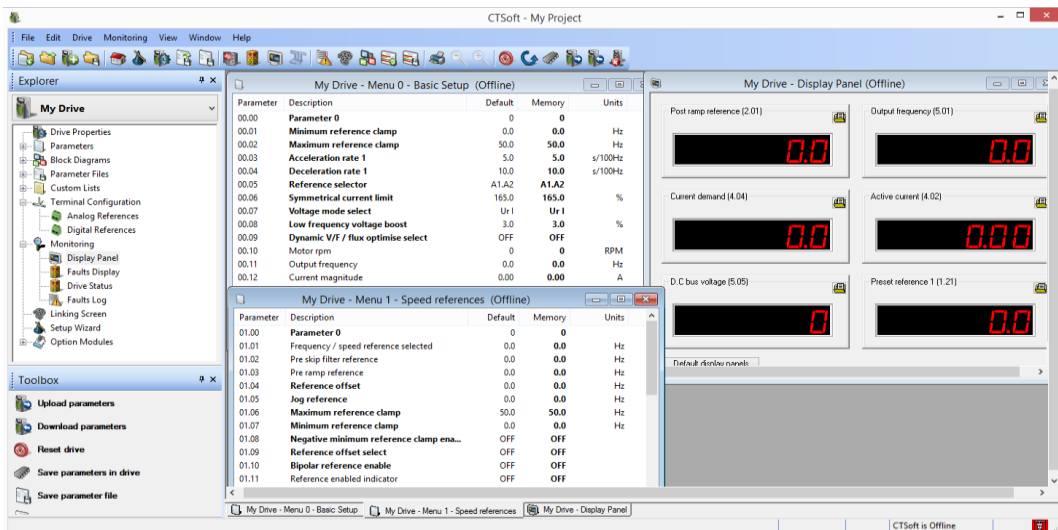 CTSoft - My Project
File Edit Drive Monitoring View Window Help
Explorer
My Drive
Drive Properties
Parameters
Block Diagrams
Parameter Files
Custom Lists
Terminal Configuration
Analog References
Digital References
Monitoring
Display Panel
Faults Display
Drive Status
Faults Log
Linking Screen
Setup Wizard
Option Modules
Toolbox
Upload parameters
Download parameters
Reset drive
Save parameters in drive
Save parameter file
My Drive - Menu 0 - Basic Setup (Offline)
Parameter Description Default Memory Units
00.00 Parameter 0 0 0
00.01 Minimum reference clamp 0.0 0.0 Hz
00.02 Maximum reference clamp 50.0 50.0 Hz
00.03 Acceleration rate 1 5.0 5.0 s/100Hz
00.04 Deceleration rate 1 10.0 10.0 s/100Hz
00.05 Reference selector A1.A2 A1.A2
00.06 Symmetrical current limit 165.0 165.0 %
00.07 Voltage mode select Ur I Ur I
00.08 Low frequency voltage boost 3.0 3.0 %
00.09 Dynamic V/F / flux optimise select OFF OFF
00.10 Motor rpm 0 0 RPM
00.11 Output frequency 0.0 0.0 Hz
00.12 Current magnitude 0.00 0.00 A
My Drive - Menu 1 - Speed references (Offline)
Parameter Description Default Memory Units
01.00 Parameter 0 0 0
01.01 Frequency / speed reference selected 0.0 0.0 Hz
01.02 Pre skip filter reference 0.0 0.0 Hz
01.03 Pre ramp reference 0.0 0.0 Hz
01.04 Reference offset 0.0 0.0 Hz
01.05 Jog reference 0.0 0.0 Hz
01.06 Maximum reference clamp 50.0 50.0 Hz
01.07 Minimum reference clamp 0.0 0.0 Hz
01.08 Negative minimum reference clamp ena... OFF OFF
01.09 Reference offset select OFF OFF
01.10 Bipolar reference enable OFF OFF
01.11 Reference enabled indicator OFF OFF
My Drive - Display Panel (Offline)
Post ramp reference (2.01) Output frequency (5.01)
0.0 0.0
Current demand (4.04) Active current (4.02)
0.0 0.00
D.C bus voltage (5.05) Preset reference 1 (1.21)
0 0.0
Default display panels
My Drive - Menu 0 - Basic Setup My Drive - Menu 1 - Speed references My Drive - Display Panel
CTSoft is Offline